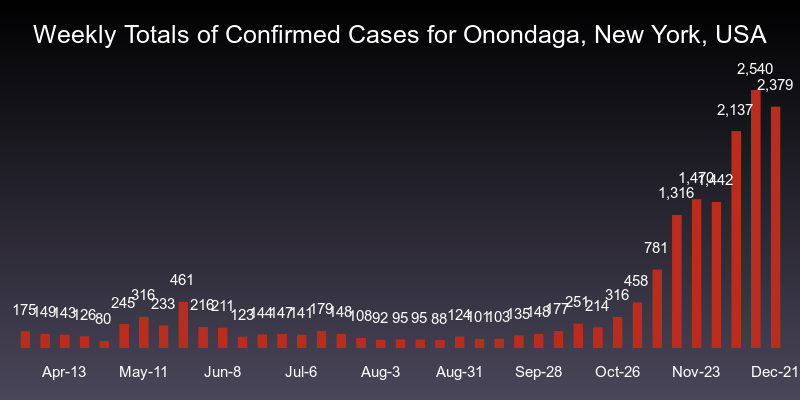 Weekly Totals of Confirmed Cases for Onondaga, New York, USA
175 149 143 126 80 245 316 233 461 216 211 123 144 147 141 179 148 108 92 95 95 88 124 101 103 135 148 177 251 214 316 458 781 1,316 1,470 1,442 2,137 2,540 2,379
Apr-13 May-11 Jun-8 Jul-6 Aug-3 Aug-31 Sep-28 Oct-26 Nov-23 Dec-21